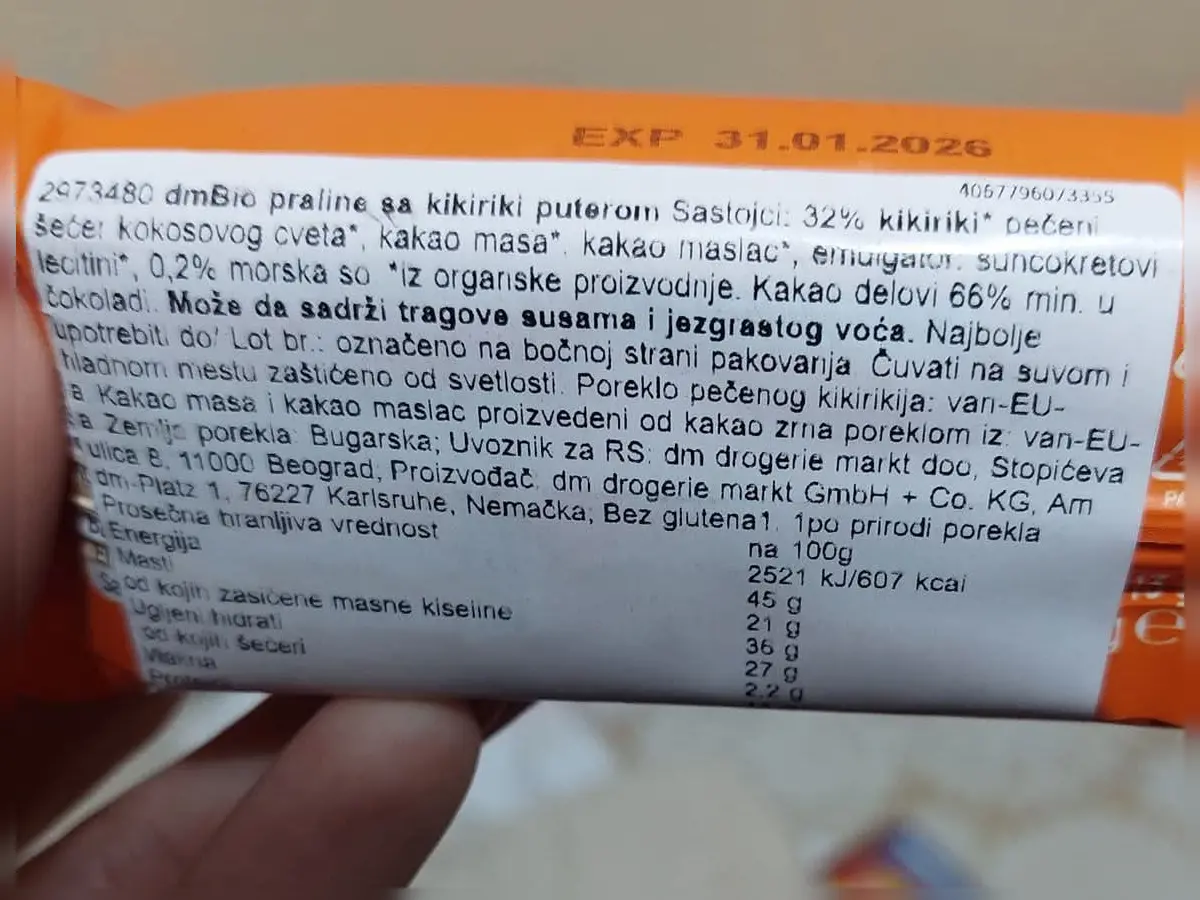 EXP 31.01.2026
2973480 dmBio praline sa kikiriki puterom Sastojci: 32% kikiriki* pečeni 4067796073355
šećer kokosovog cveta*, kakao masa*, kakao maslac*, emulgator: suncokretovi
lecitini*, 0,2% morska so *iz organske proizvodnje. Kakao delovi 66% min. u
čokoladi. Može da sadrži tragove susama i jezgrastog voća. Najbolje
upotrebiti do/ Lot br.: označeno na bočnoj strani pakovanja Čuvati na suvom i
hladnom mestu zaštićeno od svetlosti. Poreklo pečenog kikirikija: van-EU-
a Kakao masa i kakao maslac proizvedeni od kakao zrna poreklom iz: van-EU-
a Zemlja porekla: Bugarska; Uvoznik za RS: dm drogerie markt doo, Stopićeva
ulica 8, 11000 Beograd; Proizvođač: dm drogerie markt GmbH + Co. KG, Am
dm-Platz 1, 76227 Karlsruhe, Nemačka; Bez glutena1. 1po prirodi porekla
Prosečna hranljiva vrednost na 100g
Energija 2521 kJ/607 kcal
Masti 45 g
od kojih zasićene masne kiseline 21 g
Ugljeni hidrati 36 g
od kojih šećeri 27 g
Vlakna 2,2 g